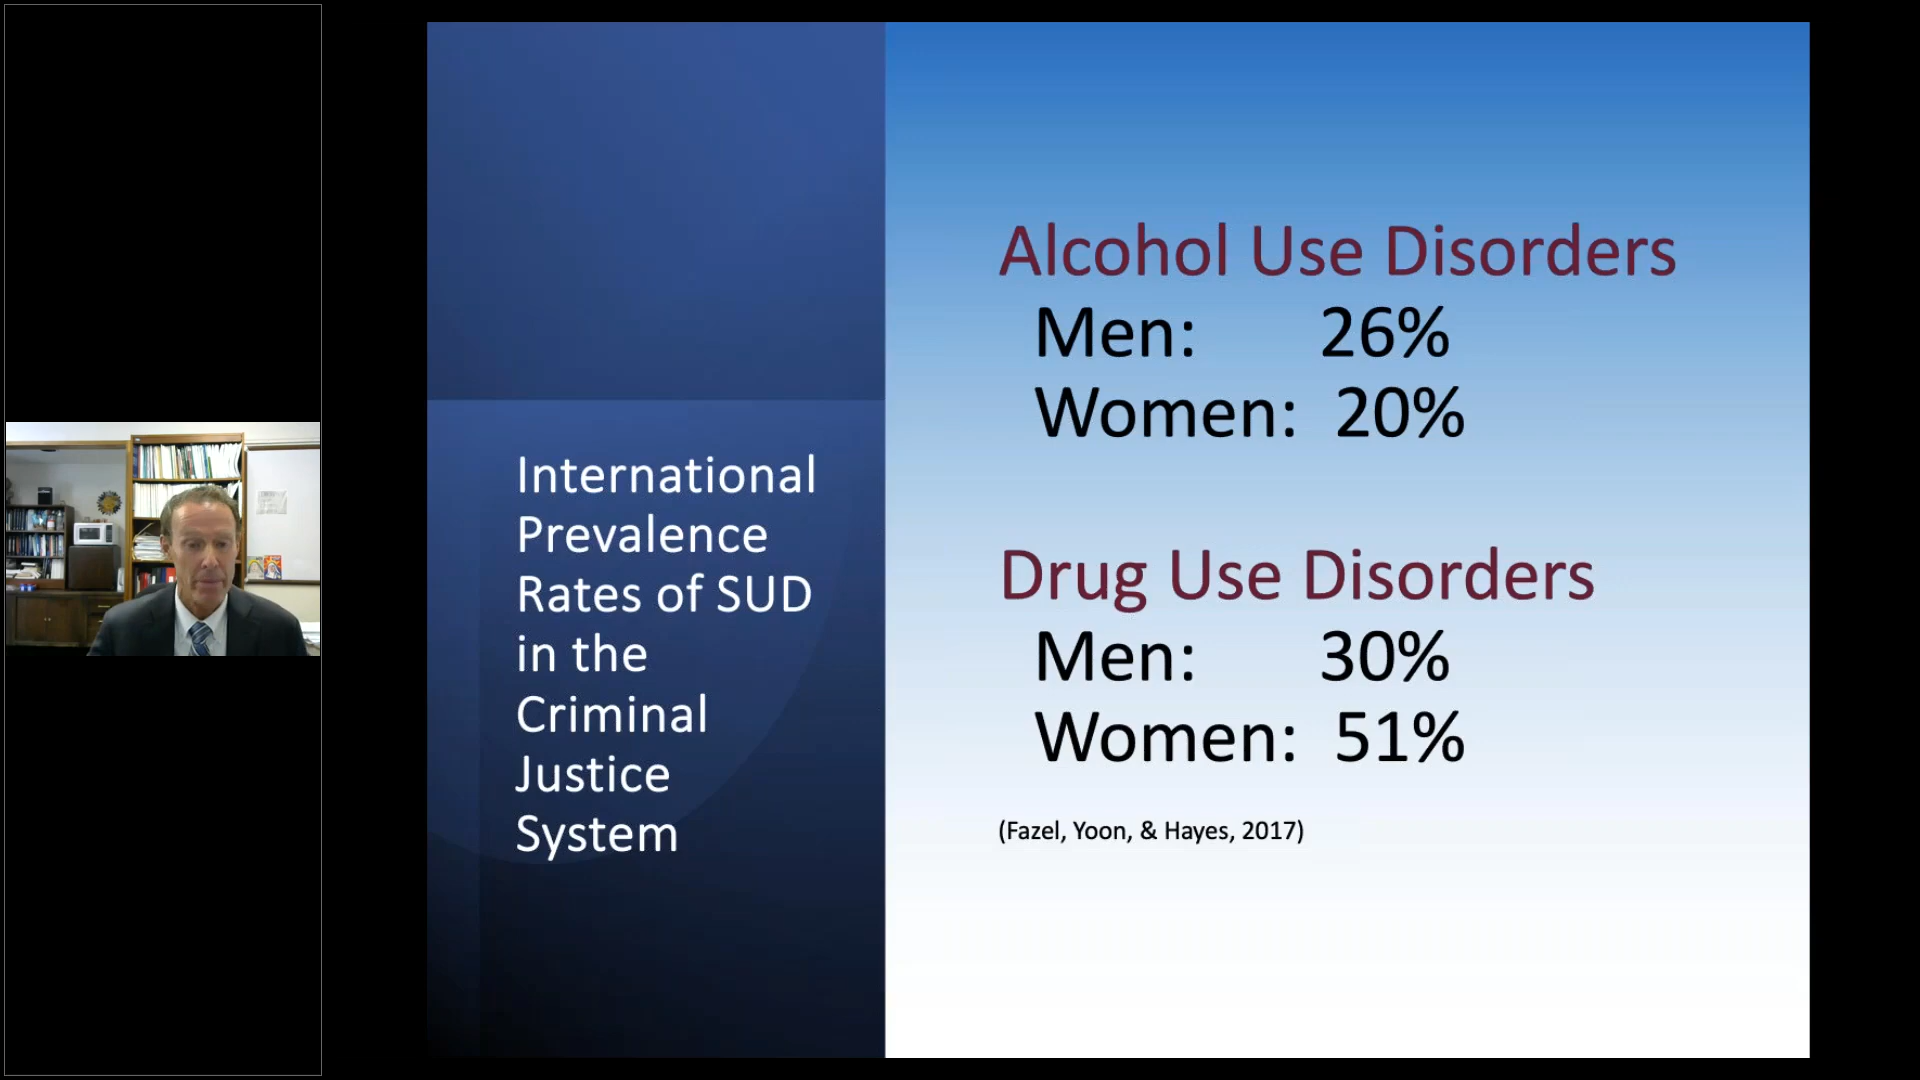 International
Prevalence
Rates of SUD
in the
Criminal
Justice
System
Alcohol Use Disorders
Men: 26%
Women: 20%
Drug Use Disorders
Men: 30%
Women: 51%
(Fazel, Yoon, & Hayes, 2017)